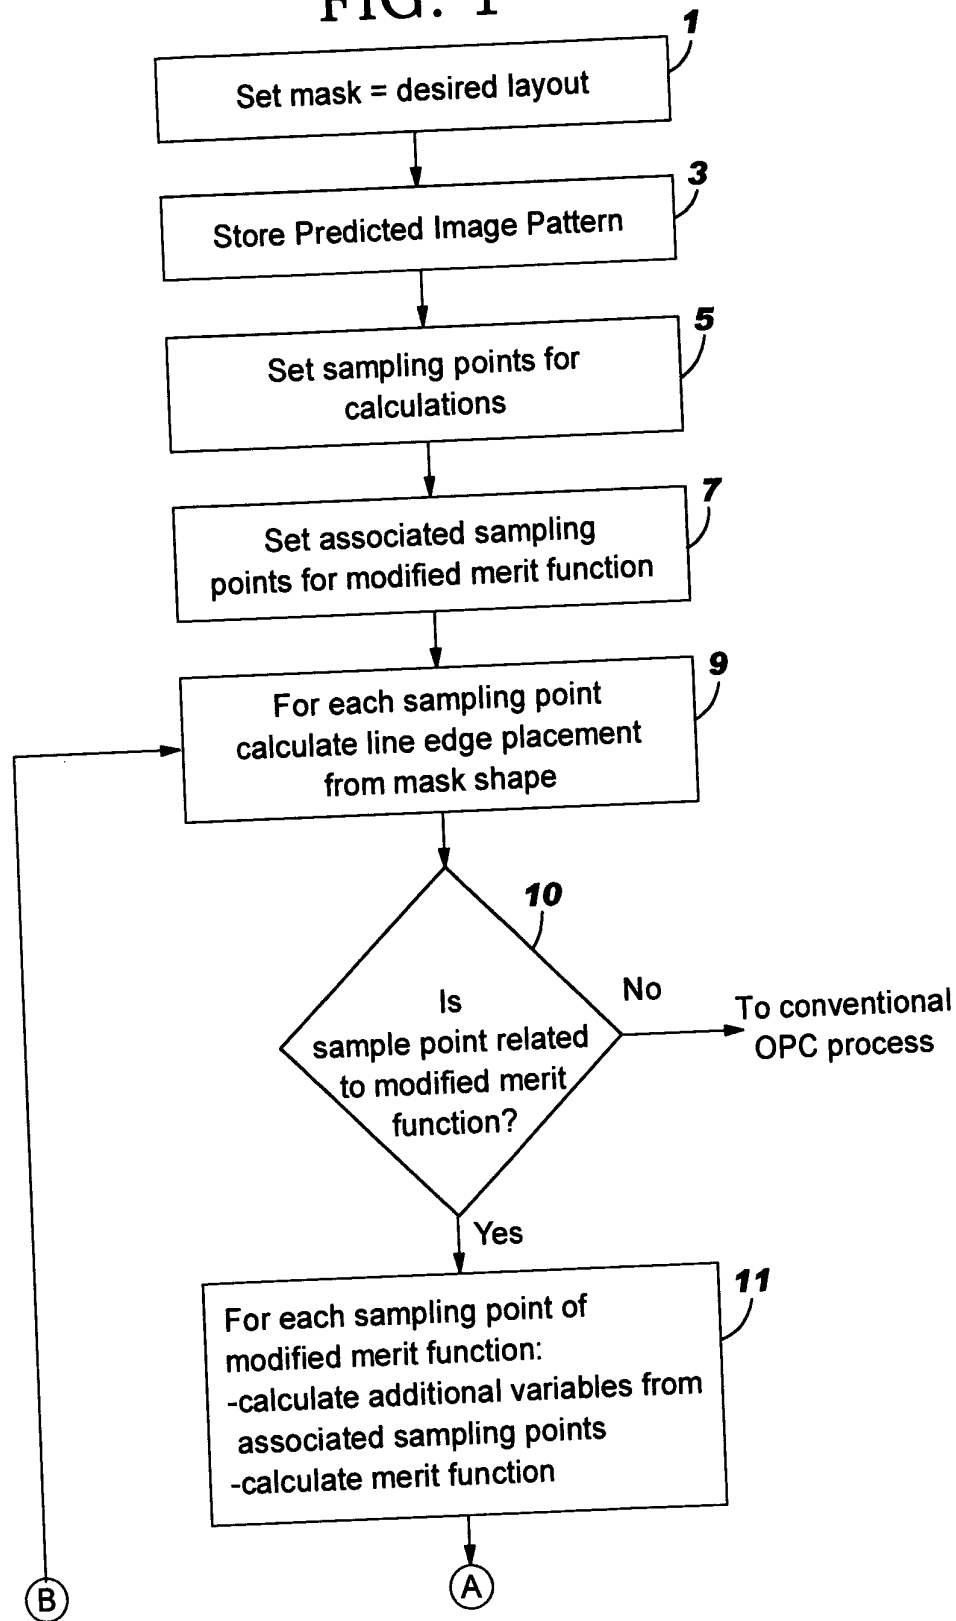 FIG. 1
1
Set mask = desired layout
3
Store Predicted Image Pattern
5
Set sampling points for
calculations
7
Set associated sampling
points for modified merit function
9
For each sampling point
calculate line edge placement
from mask shape
10
Is
sample point related
to modified merit
function?
No
To conventional
OPC process
Yes
11
For each sampling point of
modified merit function:
-calculate additional variables from
associated sampling points
-calculate merit function
A
B